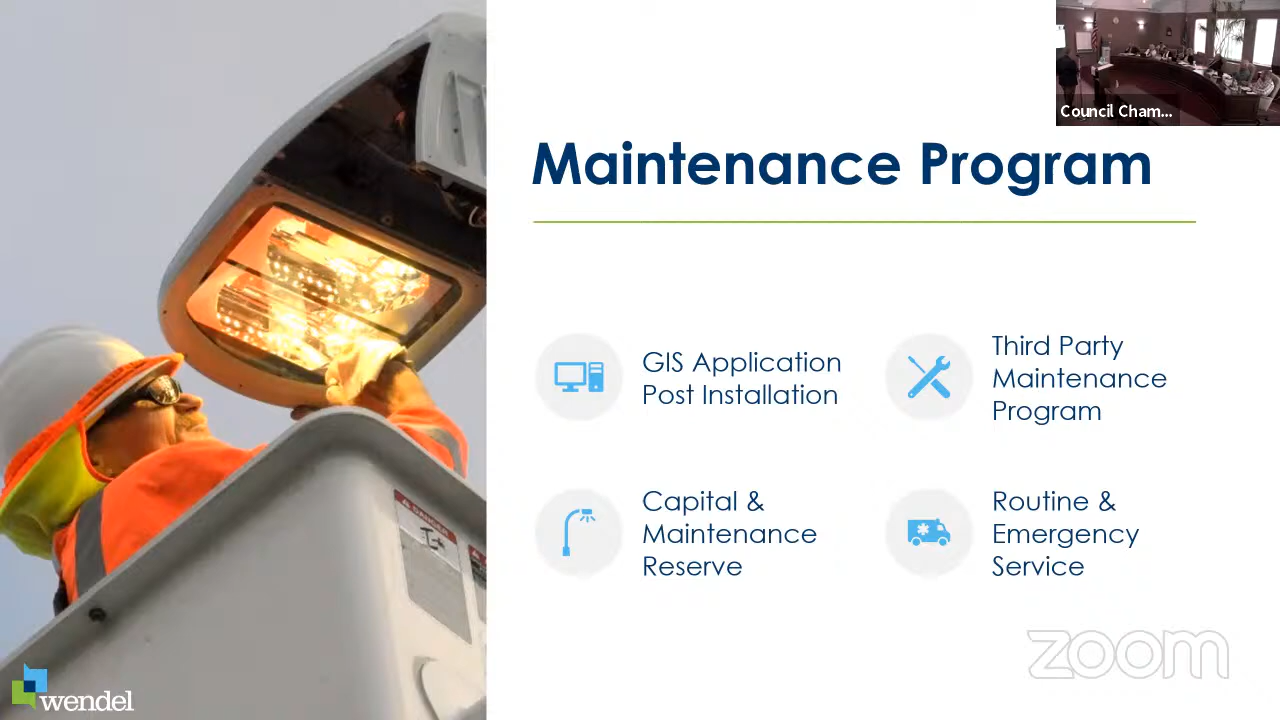 Council Cham...
Maintenance Program
GIS Application
Post Installation
Third Party
Maintenance
Program
Capital &
Maintenance
Reserve
Routine &
Emergency
Service
DANGER
wendel
zoom